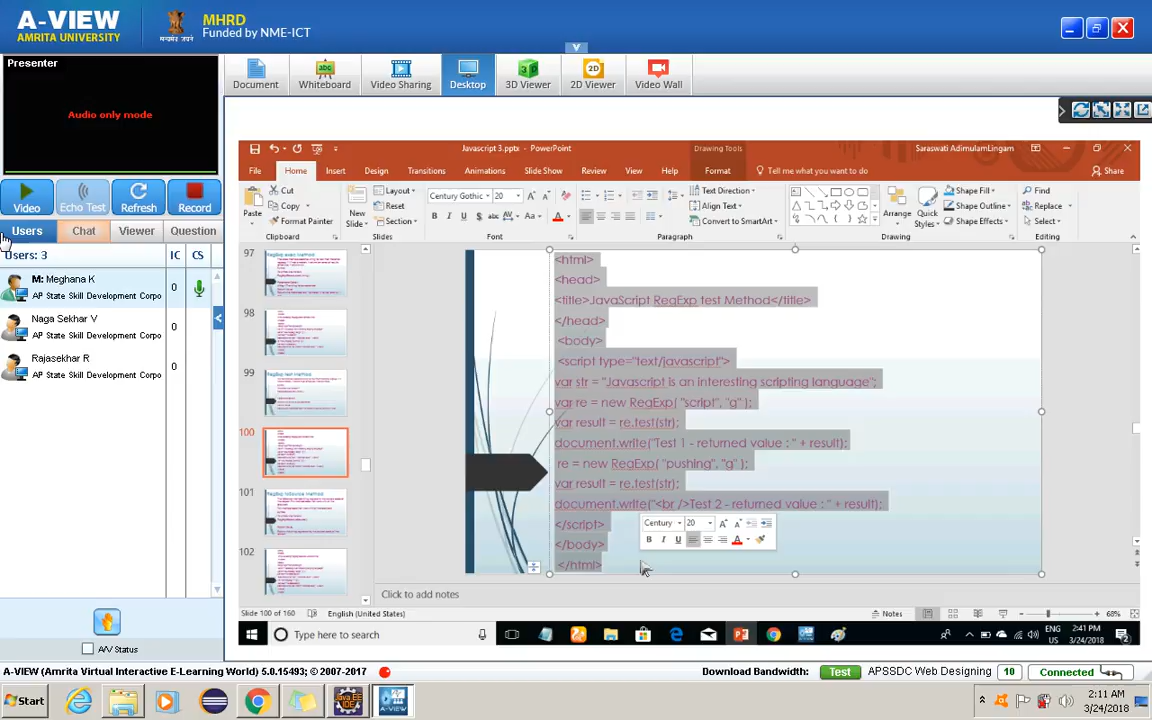 A-VIEW
AMRITA UNIVERSITY
MHRD
Funded by NME-ICT
Presenter
Audio only mode
Document
Whiteboard
Video Sharing
Desktop
3D Viewer
2D Viewer
Video Wall
Video
Echo Test
Refresh
Record
Users
Chat
Viewer
Question
Users: 3
IC
CS
M: Meghana K
AP State Skill Development Corpo
0
Naga Sekhar V
AP State Skill Development Corpo
0
Rajasekhar R
AP State Skill Development Corpo
0
A/V Status
Javascript 3.pptx - PowerPoint
Drawing Tools
Saraswati AdimulamLingam
File
Home
Insert
Design
Transitions
Animations
Slide Show
Review
View
Help
Format
Tell me what you want to do
Share
Paste
Cut
Copy
Format Painter
Clipboard
New
Slide
Layout
Reset
Section
Slides
Century Gothic
20
Font
Text Direction
Align Text
Convert to SmartArt
Paragraph
Arrange
Quick
Styles
Shape Fill
Shape Outline
Shape Effects
Drawing
Find
Replace
Select
Editing
97
98
99
100
101
102
<html>
<head>
<title>JavaScript RegExp test Method</title>
</head>
<body>
<script type="text/javascript">
var str = "Javascript is an interesting scripting language";
var re = new RegExp( "script", "g" );
var result = re.test(str);
document.write("Test 1 - returned value : " + result);
re = new RegExp( "pushing", "g" );
var result = re.test(str);
document.write("<br />Test 2 - returned value : " + result);
</script>
</body>
</html>
Century
20
Click to add notes
Slide 100 of 160
English (United States)
Notes
68%
Type here to search
ENG
US
2:41 PM
3/24/2018
A-VIEW (Amrita Virtual Interactive E-Learning World) 5.0.15493; © 2007-2017
Download Bandwidth:
Test
APSSDC Web Designing
10
Connected
Start
2:11 AM
3/24/2018